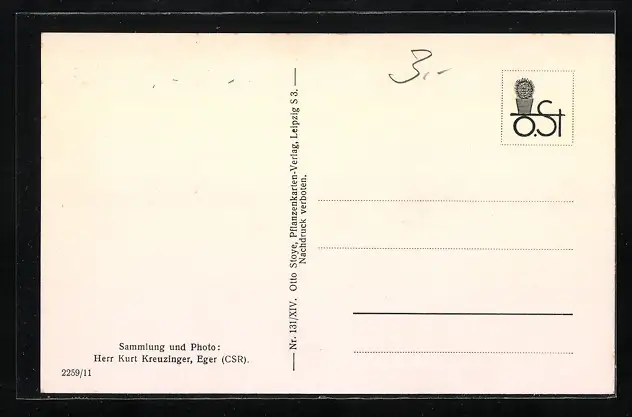 Sammlung und Photo:
Herr Kurt Kreuzinger, Eger (CSR).
2259/11
Nr. 131/XIV. Otto Stoye, Pflanzenkarten-Verlag, Leipzig S 3.
Nachdruck verboten.
3.-
O.St